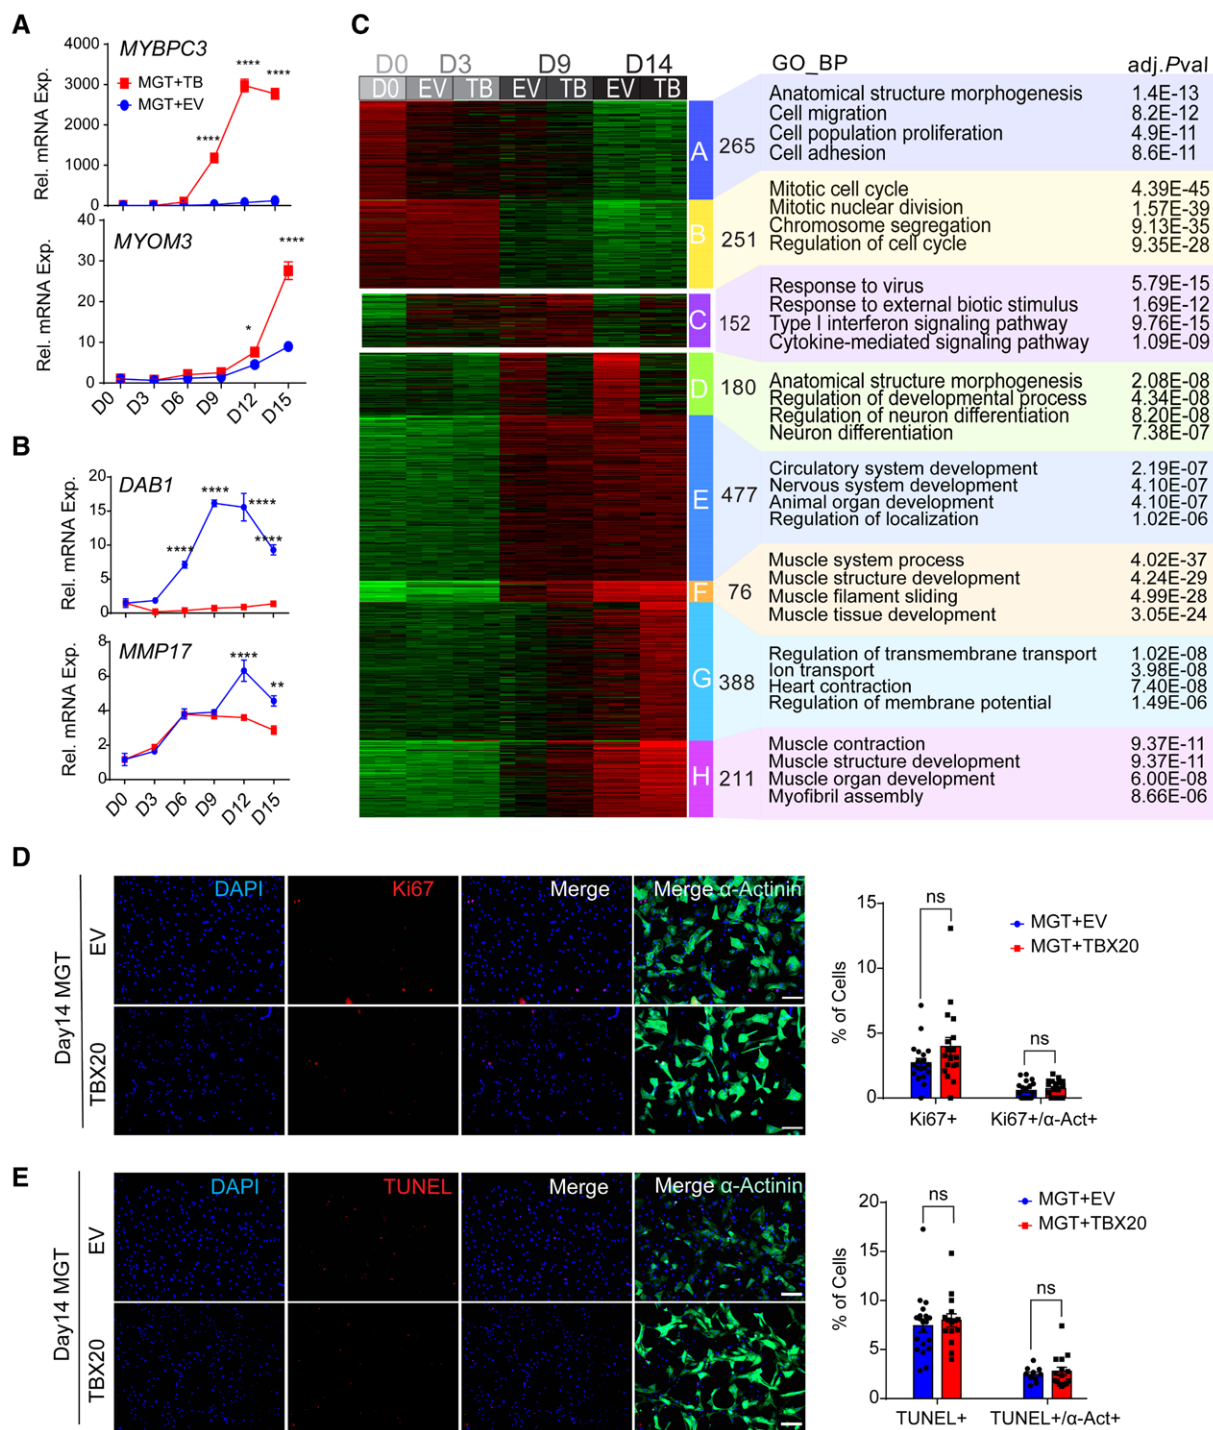 A
MYBPC3
Rel. mRNA Exp.
4000
3000
2000
1000
0
MGT+TB
MGT+EV
****
****
****
MYOM3
Rel. mRNA Exp.
40
30
20
10
0
*
****
D0 D3 D6 D9 D12 D15
B
DAB1
Rel. mRNA Exp.
20
15
10
5
0
****
****
****
****
MMP17
Rel. mRNA Exp.
8
6
4
2
0
****
**
D0 D3 D6 D9 D12 D15
C
D0 D3 D9 D14
D0 EV TB EV TB EV TB
GO_BP adj.Pval
A 265
Anatomical structure morphogenesis 1.4E-13
Cell migration 8.2E-12
Cell population proliferation 4.9E-11
Cell adhesion 8.6E-11
B 251
Mitotic cell cycle 4.39E-45
Mitotic nuclear division 1.57E-39
Chromosome segregation 9.13E-35
Regulation of cell cycle 9.35E-28
C 152
Response to virus 5.79E-15
Response to external biotic stimulus 1.69E-12
Type I interferon signaling pathway 9.76E-15
Cytokine-mediated signaling pathway 1.09E-09
D 180
Anatomical structure morphogenesis 2.08E-08
Regulation of developmental process 4.34E-08
Regulation of neuron differentiation 8.20E-08
Neuron differentiation 7.38E-07
E 477
Circulatory system development 2.19E-07
Nervous system development 4.10E-07
Animal organ development 4.10E-07
Regulation of localization 1.02E-06
F 76
Muscle system process 4.02E-37
Muscle structure development 4.24E-29
Muscle filament sliding 4.99E-28
Muscle tissue development 3.05E-24
G 388
Regulation of transmembrane transport 1.02E-08
Ion transport 3.98E-08
Heart contraction 7.40E-08
Regulation of membrane potential 1.49E-06
H 211
Muscle contraction 9.37E-11
Muscle structure development 9.37E-11
Muscle organ development 6.00E-08
Myofibril assembly 8.66E-06
D
Day14 MGT
EV
TBX20
DAPI Ki67 Merge Merge α-Actinin
% of Cells
15
10
5
0
ns
ns
MGT+EV
MGT+TBX20
Ki67+ Ki67+/α-Act+
E
Day14 MGT
EV
TBX20
DAPI TUNEL Merge Merge α-Actinin
% of Cells
20
15
10
5
0
ns
ns
MGT+EV
MGT+TBX20
TUNEL+ TUNEL+/α-Act+